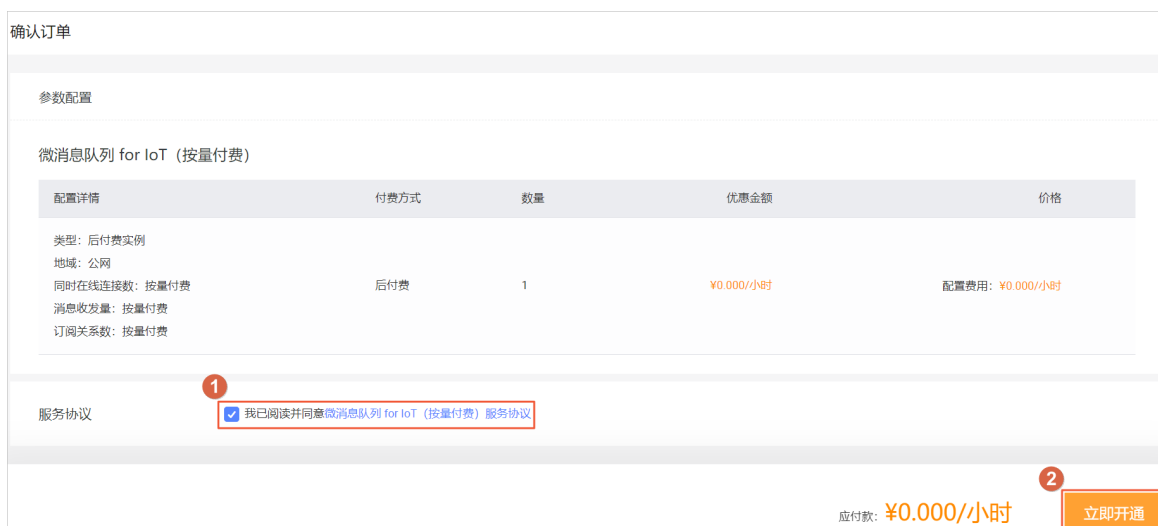 确认订单
参数配置
微消息队列 for IoT（按量付费）
配置详情 付费方式 数量 优惠金额 价格
类型：后付费实例
地域：公网
同时在线连接数：按量付费 后付费 1 ¥0.000/小时 配置费用：¥0.000/小时
消息收发量：按量付费
订阅关系数：按量付费
1
服务协议 我已阅读并同意微消息队列 for IoT（按量付费）服务协议
2
应付款：¥0.000/小时 立即开通